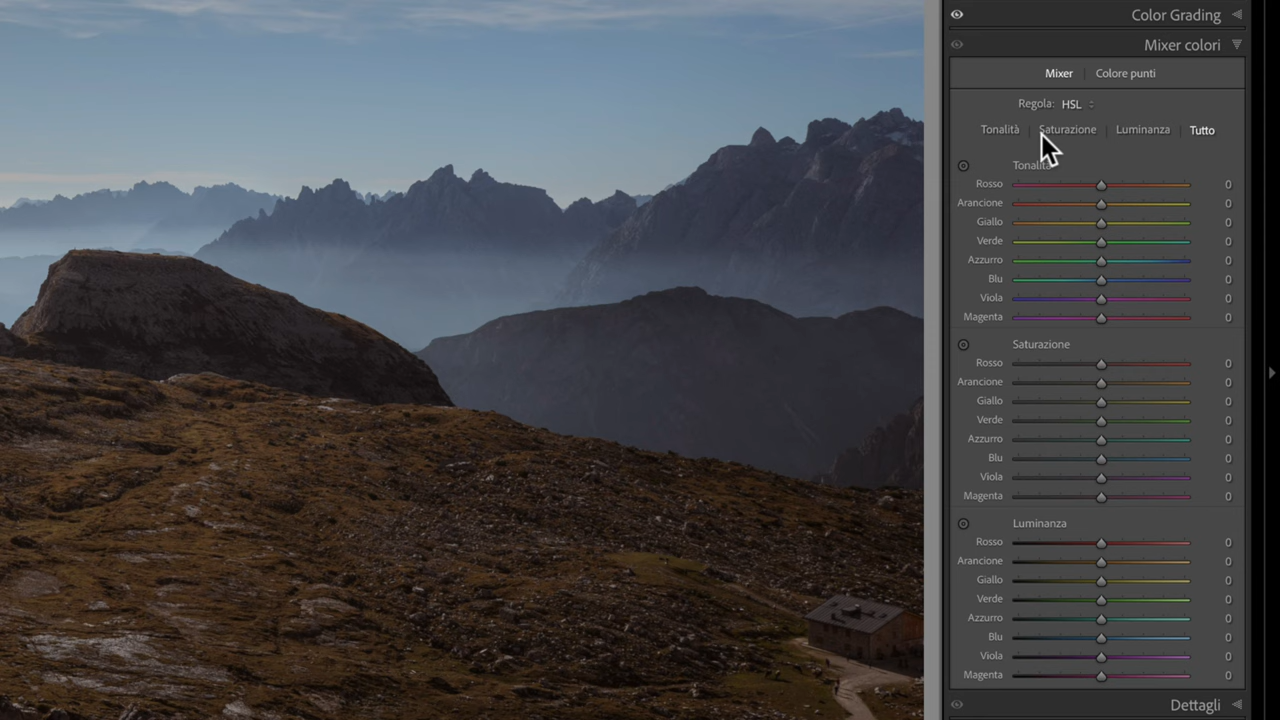 Color Grading
Mixer colori
Mixer Colore punti
Regola: HSL
Tonalità Saturazione Luminanza Tutto
Tonalità
Rosso 0
Arancione 0
Giallo 0
Verde 0
Azzurro 0
Blu 0
Viola 0
Magenta 0
Saturazione
Rosso 0
Arancione 0
Giallo 0
Verde 0
Azzurro 0
Blu 0
Viola 0
Magenta 0
Luminanza
Rosso 0
Arancione 0
Giallo 0
Verde 0
Azzurro 0
Blu 0
Viola 0
Magenta 0
Dettagli